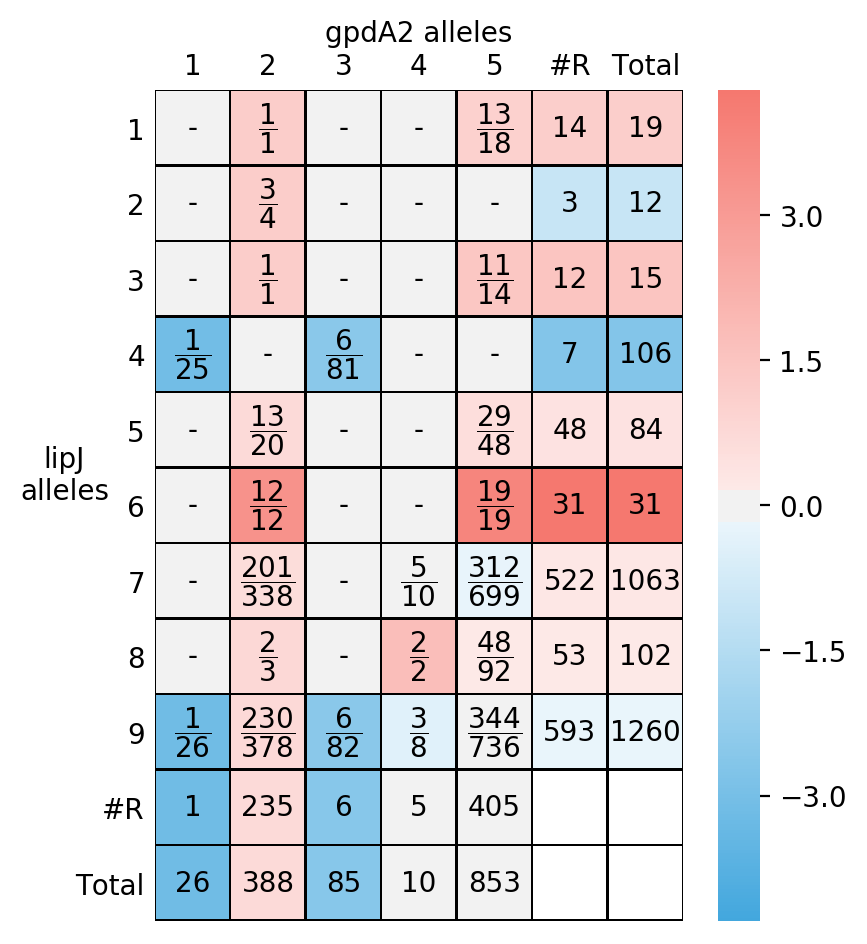 gpdA2 alleles
1 2 3 4 5 #R Total
1 - 1/1 - - 13/18 14 19
2 - 3/4 - - - 3 12
3 - 1/1 - - 11/14 12 15
4 1/25 - 6/81 - - 7 106
5 - 13/20 - - 29/48 48 84
lipJ
alleles
6 - 12/12 - - 19/19 31 31
7 - 201/338 - 5/10 312/699 522 1063
8 - 2/3 - 2/2 48/92 53 102
9 1/26 230/378 6/82 3/8 344/736 593 1260
#R 1 235 6 5 405
Total 26 388 85 10 853
3.0
1.5
0.0
−1.5
−3.0